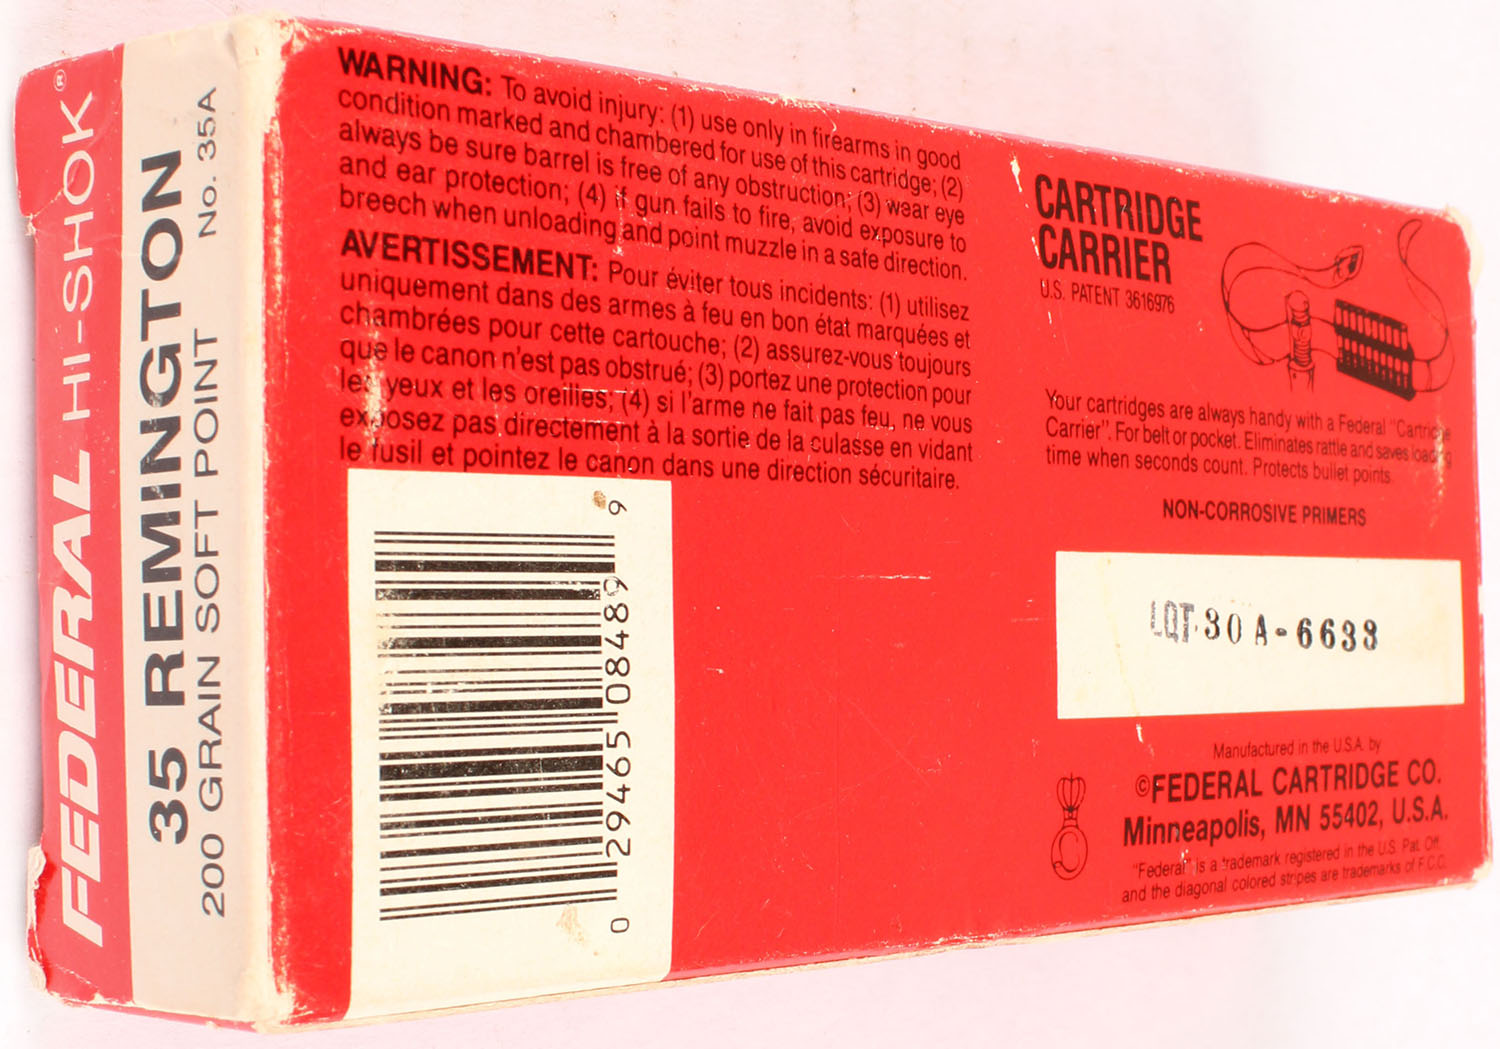 FEDERAL HI-SHOK®
35 REMINGTON
200 GRAIN SOFT POINT No. 35A
WARNING: To avoid injury: (1) use only in firearms in good
condition marked and chambered for use of this cartridge; (2)
always be sure barrel is free of any obstruction; (3) wear eye
and ear protection; (4) if gun fails to fire, avoid exposure to
breech when unloading and point muzzle in a safe direction.
AVERTISSEMENT: Pour éviter tous incidents: (1) utilisez
uniquement dans des armes à feu en bon état marquées et
chambrées pour cette cartouche; (2) assurez-vous toujours
que le canon n'est pas obstrué; (3) portez une protection pour
les yeux et les oreilles; (4) si l'arme ne fait pas feu, ne vous
exposez pas directement à la sortie de la culasse en vidant
le fusil et pointez le canon dans une direction sécuritaire.
0 29465 08489 9
CARTRIDGE
CARRIER
U.S. PATENT 3616976
Your cartridges are always handy with a Federal "Cartridge
Carrier". For belt or pocket. Eliminates rattle and saves loading
time when seconds count. Protects bullet points.
NON-CORROSIVE PRIMERS
LOT 30 A-6633
Manufactured in the U.S.A. by
©FEDERAL CARTRIDGE CO.
Minneapolis, MN 55402, U.S.A.
"Federal" is a trademark registered in the U.S. Pat. Off.
and the diagonal colored stripes are trademarks of F.C.C.